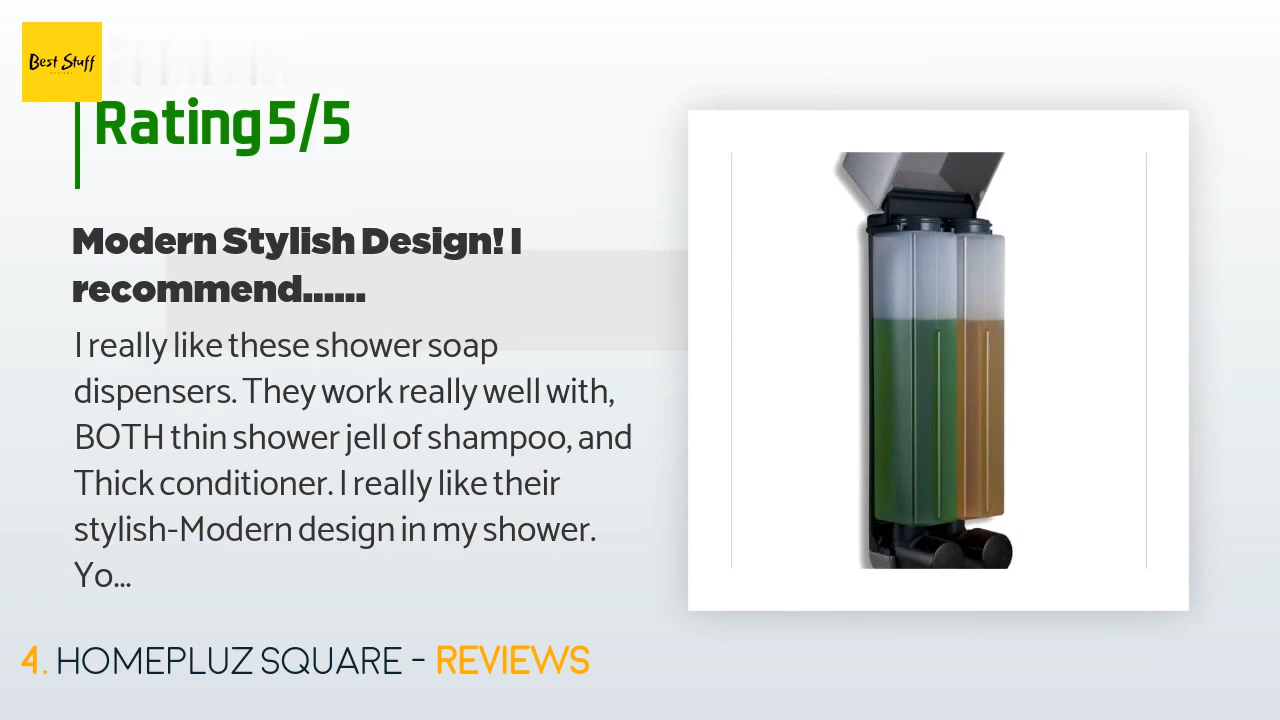 Best Stuff
Rating 5/5
Modern Stylish Design! I
recommend......
I really like these shower soap
dispensers. They work really well with,
BOTH thin shower jell of shampoo, and
Thick conditioner. I really like their
stylish-Modern design in my shower.
Yo...
4. HOMEPLUZ SQUARE - REVIEWS